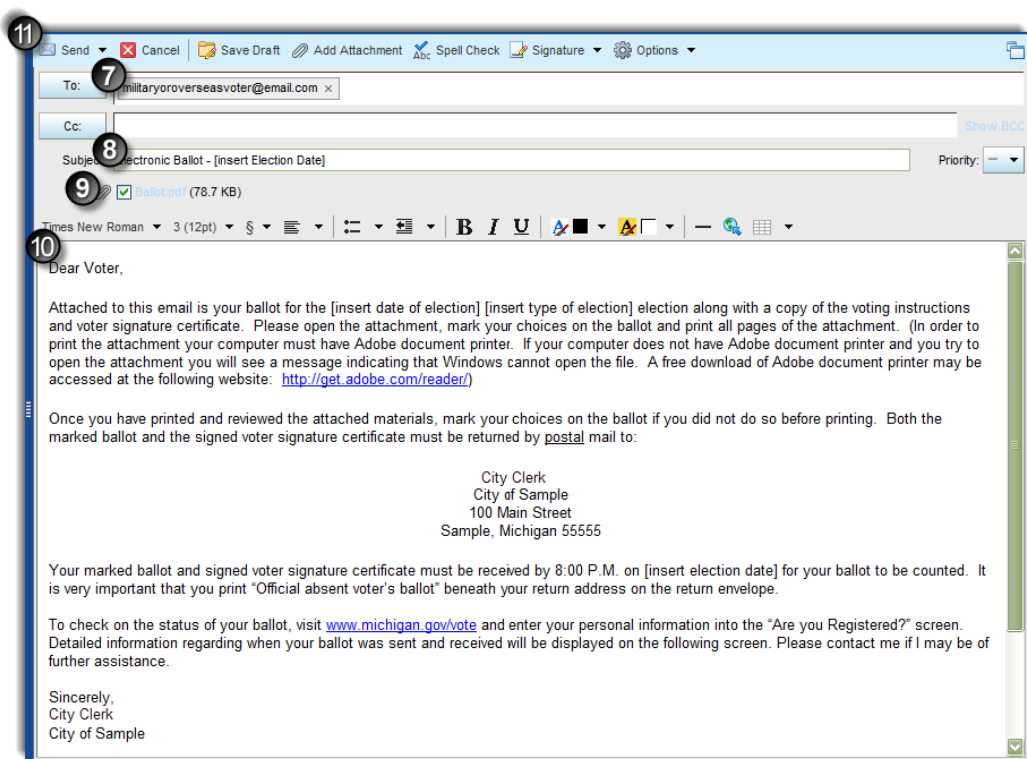 11
Send Cancel Save Draft Add Attachment Abc Spell Check Signature Options
7
To: militaryoroverseasvoter@email.com ×
Cc: Show BCC
8
Subject: Electronic Ballot - [insert Election Date] Priority: —
9
Ballot.pdf (78.7 KB)
Times New Roman 3 (12pt) § B I U
10
Dear Voter,
Attached to this email is your ballot for the [insert date of election] [insert type of election] election along with a copy of the voting instructions
and voter signature certificate.  Please open the attachment, mark your choices on the ballot and print all pages of the attachment.  (In order to
print the attachment your computer must have Adobe document printer.  If your computer does not have Adobe document printer and you try to
open the attachment you will see a message indicating that Windows cannot open the file.  A free download of Adobe document printer may be
accessed at the following website:  http://get.adobe.com/reader/)
Once you have printed and reviewed the attached materials, mark your choices on the ballot if you did not do so before printing.  Both the
marked ballot and the signed voter signature certificate must be returned by postal mail to:
City Clerk
City of Sample
100 Main Street
Sample, Michigan 55555
Your marked ballot and signed voter signature certificate must be received by 8:00 P.M. on [insert election date] for your ballot to be counted.  It
is very important that you print “Official absent voter’s ballot” beneath your return address on the return envelope.
To check on the status of your ballot, visit www.michigan.gov/vote and enter your personal information into the “Are you Registered?” screen.
Detailed information regarding when your ballot was sent and received will be displayed on the following screen. Please contact me if I may be of
further assistance.
Sincerely,
City Clerk
City of Sample